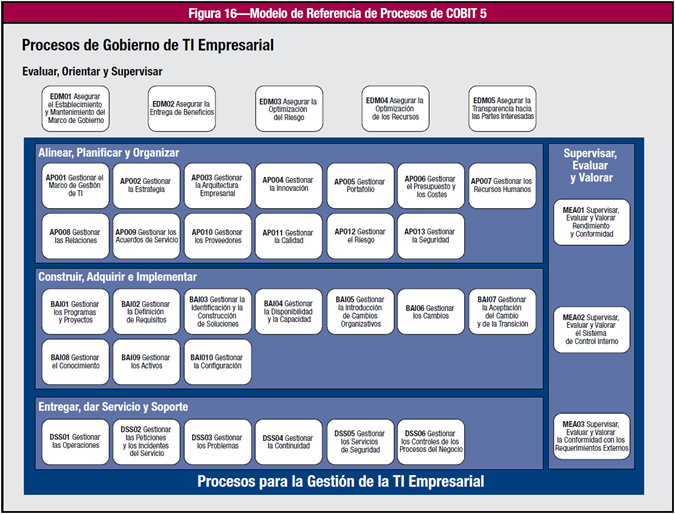 Figura 16—Modelo de Referencia de Procesos de COBIT 5
Procesos de Gobierno de TI Empresarial
Evaluar, Orientar y Supervisar
EDM01 Asegurar
el Establecimiento
y Mantenimiento del
Marco de Gobierno
EDM02 Asegurar la
Entrega de Beneficios
EDM03 Asegurar la
Optimización
del Riesgo
EDM04 Asegurar la
Optimización
de los Recursos
EDM05 Asegurar la
Transparencia hacia
las Partes Interesadas
Alinear, Planificar y Organizar
AP001 Gestionar el
Marco de Gestión
de TI
AP002 Gestionar
la Estrategia
AP003 Gestionar
la Arquitectura
Empresarial
AP004 Gestionar
la Innovación
AP005 Gestionar
Portafolio
AP006 Gestionar
el Presupuesto y
los Costes
AP007 Gestionar los
Recursos Humanos
AP008 Gestionar
las Relaciones
AP009 Gestionar los
Acuerdos de Servicio
AP010 Gestionar
los Proveedores
AP011 Gestionar
la Calidad
AP012 Gestionar
el Riesgo
AP013 Gestionar
la Seguridad
Construir, Adquirir e Implementar
BAI01 Gestionar
los Programas
y Proyectos
BAI02 Gestionar
la Definición
de Requisitos
BAI03 Gestionar la
Identificación y la
Construcción
de Soluciones
BAI04 Gestionar
la Disponibilidad
y la Capacidad
BAI05 Gestionar
la Introducción de
Cambios
Organizativos
BAI06 Gestionar
los Cambios
BAI07 Gestionar
la Aceptación
del Cambio
y de la Transición
BAI08 Gestionar
el Conocimiento
BAI09 Gestionar
los Activos
BAI010 Gestionar
la Configuración
Entregar, dar Servicio y Soporte
DSS01 Gestionar
las Operaciones
DSS02 Gestionar
las Peticiones
y los Incidentes
del Servicio
DSS03 Gestionar
los Problemas
DSS04 Gestionar
la Continuidad
DSS05 Gestionar
los Servicios
de Seguridad
DSS06 Gestionar
los Controles de los
Procesos del Negocio
Supervisar,
Evaluar
y Valorar
MEA01 Supervisar,
Evaluar y Valorar
Rendimiento
y Conformidad
MEA02 Supervisar,
Evaluar y Valorar
el Sistema
de Control Interno
MEA03 Supervisar,
Evaluar y Valorar
la Conformidad con los
Requerimientos Externos
Procesos para la Gestión de la TI Empresarial